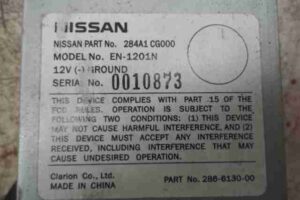 NISSAN
NISSAN PART No. 284A1 CG000
MODEL No. EN-1201N
12V (-) GROUND
SERIAL No. 0010873
THIS DEVICE COMPLIES WITH PART 15 OF THE
FCC RULES. OPERATION IS SUBJECT TO THE
FOLLOWING TWO CONDITIONS: (1) THIS DEVICE
MAY NOT CAUSE HARMFUL INTERFERENCE, AND (2)
THIS DEVICE MUST ACCEPT ANY INTERFERENCE
RECEIVED, INCLUDING INTERFERENCE THAT MAY
CAUSE UNDESIRED OPERATION.
Clarion Co., Ltd. PART No. 286-6130-00
MADE IN CHINA